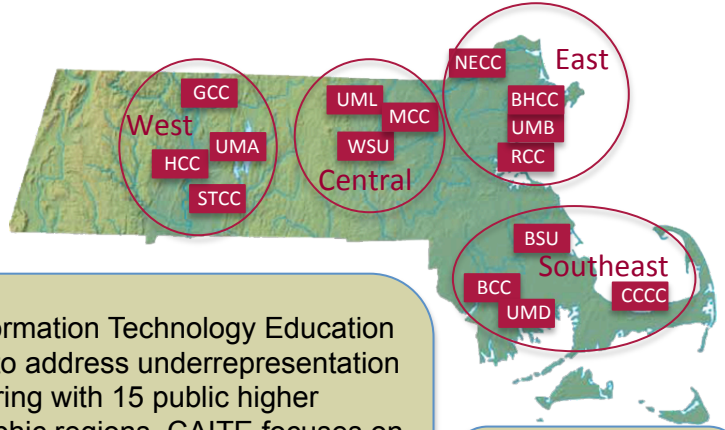 NECC
East
GCC
UML
BHCC
MCC
West
UMB
UMA
WSU
RCC
HCC
Central
STCC
BSU
Southeast
BCC
CCCC
UMD
ormation Technology Education
to address underrepresentation
ring with 15 public higher